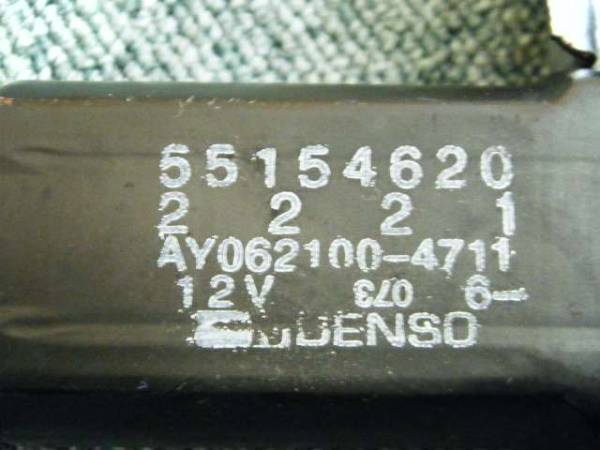 55154620
2 2 2 1
AY062100-4711
12V 073 6-
DENSO